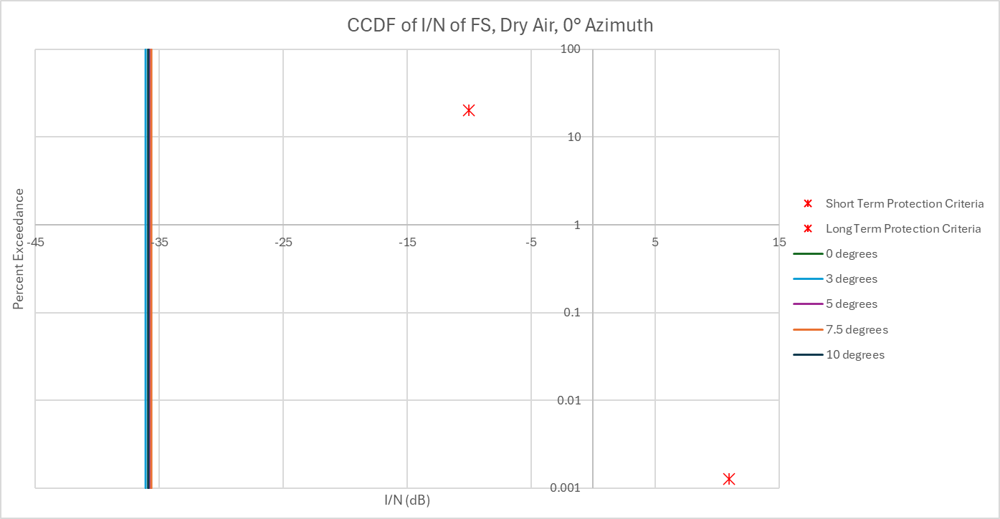 CCDF of I/N of FS, Dry Air, 0° Azimuth
100
10
1
-45
-35
-25
-15
-5
5
15
0.1
0.01
0.001
Percent Exceedance
I/N (dB)
Short Term Protection Criteria
Long Term Protection Criteria
0 degrees
3 degrees
5 degrees
7.5 degrees
10 degrees